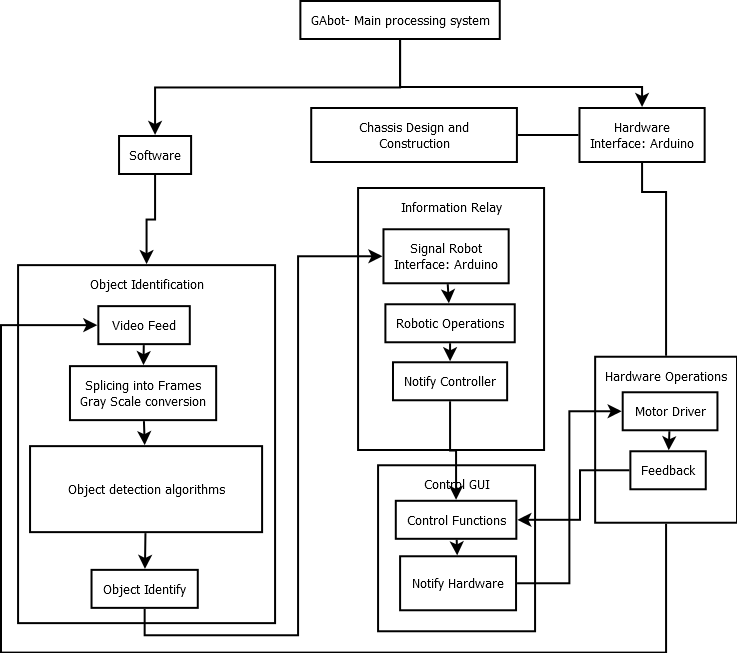 GAbot- Main processing system
Chassis Design and
Construction
Hardware
Interface: Arduino
Software
Information Relay
Signal Robot
Interface: Arduino
Robotic Operations
Notify Controller
Object Identification
Video Feed
Splicing into Frames
Gray Scale conversion
Object detection algorithms
Object Identify
Hardware Operations
Motor Driver
Feedback
Control GUI
Control Functions
Notify Hardware